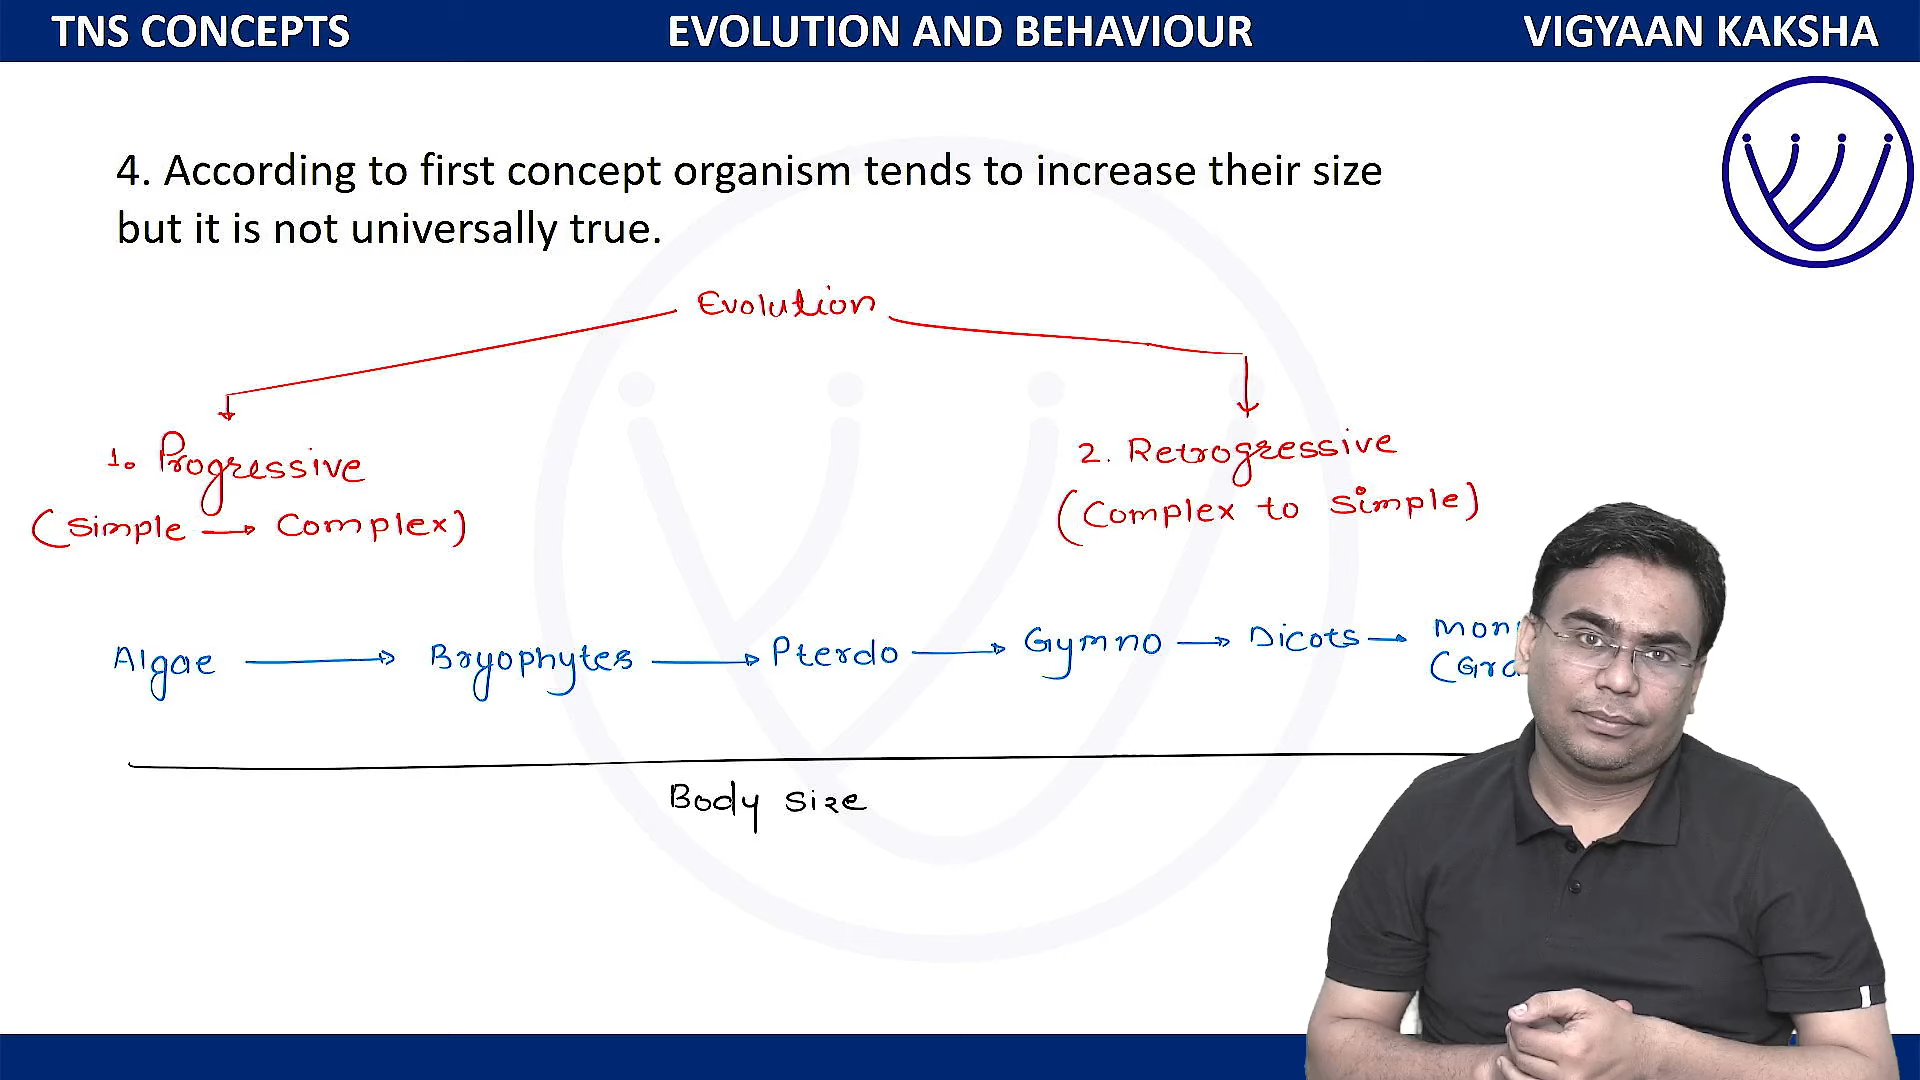 TNS CONCEPTS
EVOLUTION AND BEHAVIOUR
VIGYAAN KAKSHA
4. According to first concept organism tends to increase their size
but it is not universally true.
Evolution
1. Progressive
(Simple → Complex)
2. Retrogressive
(Complex to Simple)
Algae → Bryophytes → Pterdo → Gymno → Dicots →
Body Size